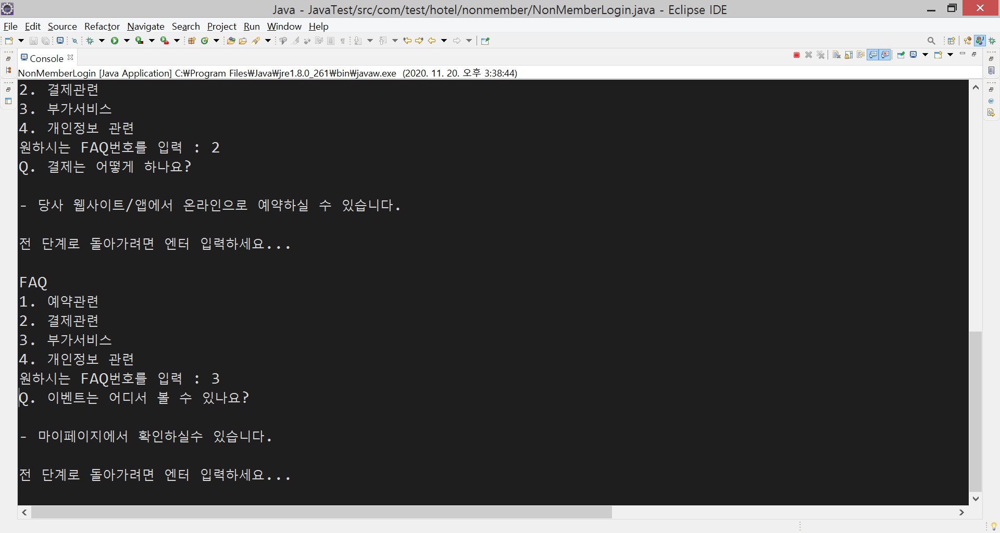 Java - JavaTest/src/com/test/hotel/nonmember/NonMemberLogin.java - Eclipse IDE
File Edit Source Refactor Navigate Search Project Run Window Help
Console
NonMemberLogin [Java Application] C:₩Program Files₩Java₩jre1.8.0_261₩bin₩javaw.exe (2020. 11. 20. 오후 3:38:44)
2. 결제관련
3. 부가서비스
4. 개인정보 관련
원하시는 FAQ번호를 입력 : 2
Q. 결제는 어떻게 하나요?
- 당사 웹사이트/앱에서 온라인으로 예약하실 수 있습니다.
전 단계로 돌아가려면 엔터 입력하세요...
FAQ
1. 예약관련
2. 결제관련
3. 부가서비스
4. 개인정보 관련
원하시는 FAQ번호를 입력 : 3
Q. 이벤트는 어디서 볼 수 있나요?
- 마이페이지에서 확인하실수 있습니다.
전 단계로 돌아가려면 엔터 입력하세요...